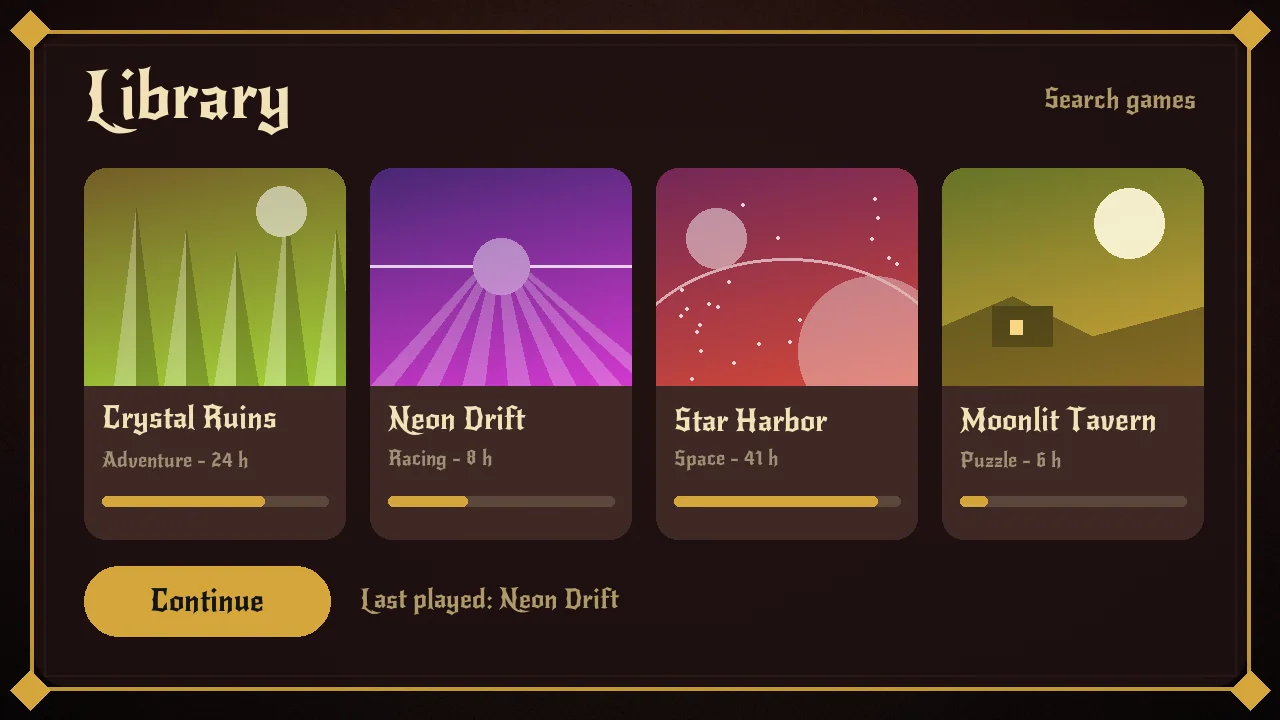 Library
Search games
Crystal Ruins
Adventure - 24 h
Neon Drift
Racing - 8 h
Star Harbor
Space - 41 h
Moonlit Tavern
Puzzle - 6 h
Continue
Last played: Neon Drift